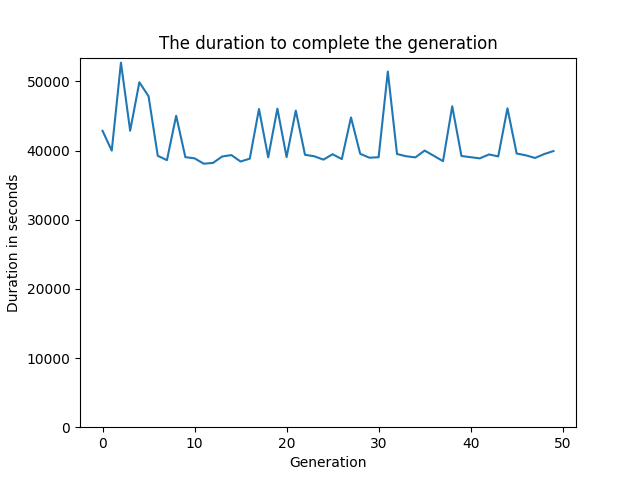 The duration to complete the generation
Duration in seconds
50000
40000
30000
20000
10000
0
0 10 20 30 40 50
Generation